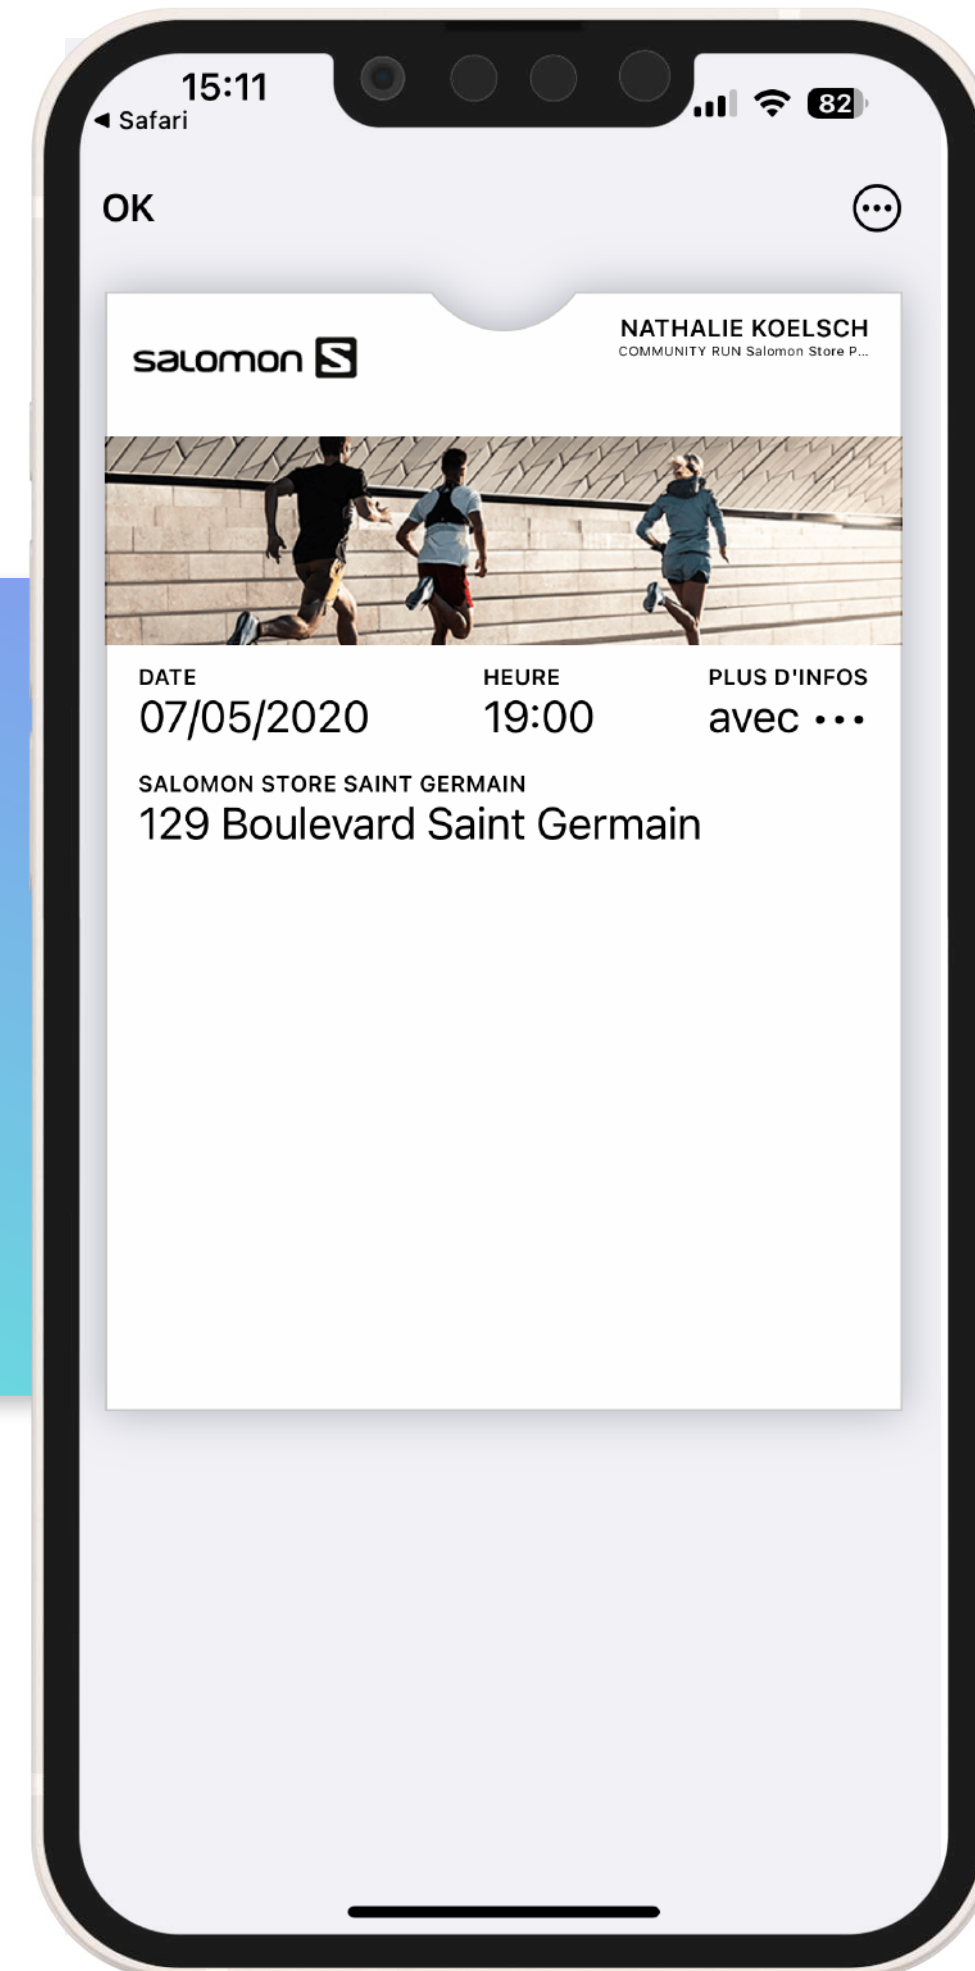 15:11
◀ Safari
82
OK
salomon S
NATHALIE KOELSCH
COMMUNITY RUN Salomon Store P...
DATE
07/05/2020
HEURE
19:00
PLUS D'INFOS
avec •••
SALOMON STORE SAINT GERMAIN
129 Boulevard Saint Germain